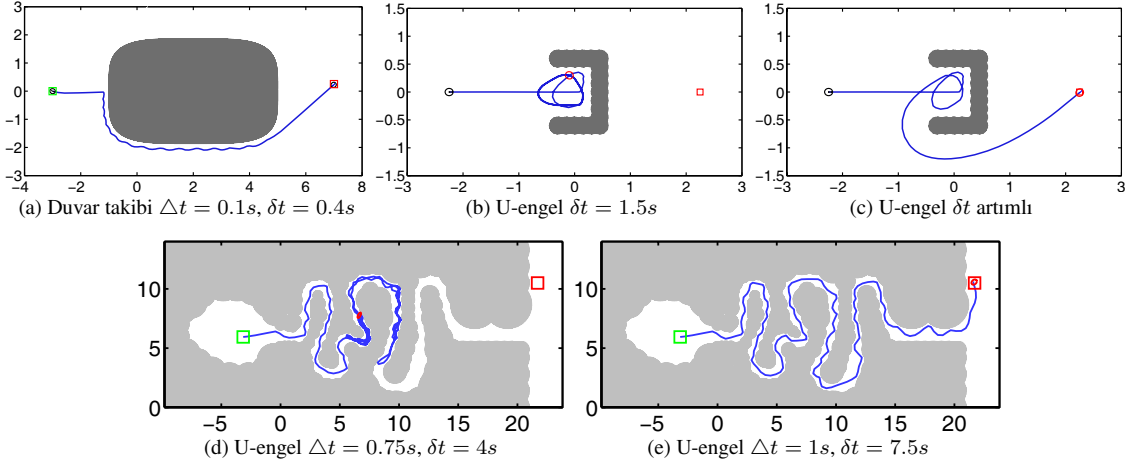 3
2
1
0
−1
−2
−3
−4 −2 0 2 4 6 8
(a) Duvar takibi △t = 0.1s, δt = 0.4s
1.5
1
0.5
0
−0.5
−1
−1.5
−3 −2 −1 0 1 2 3
(b) U-engel δt = 1.5s
1.5
1
0.5
0
−0.5
−1
−1.5
−3 −2 −1 0 1 2 3
(c) U-engel δt artımlı
10
5
0
−5 0 5 10 15 20
(d) U-engel △t = 0.75s, δt = 4s
10
5
0
−5 0 5 10 15 20
(e) U-engel △t = 1s, δt = 7.5s